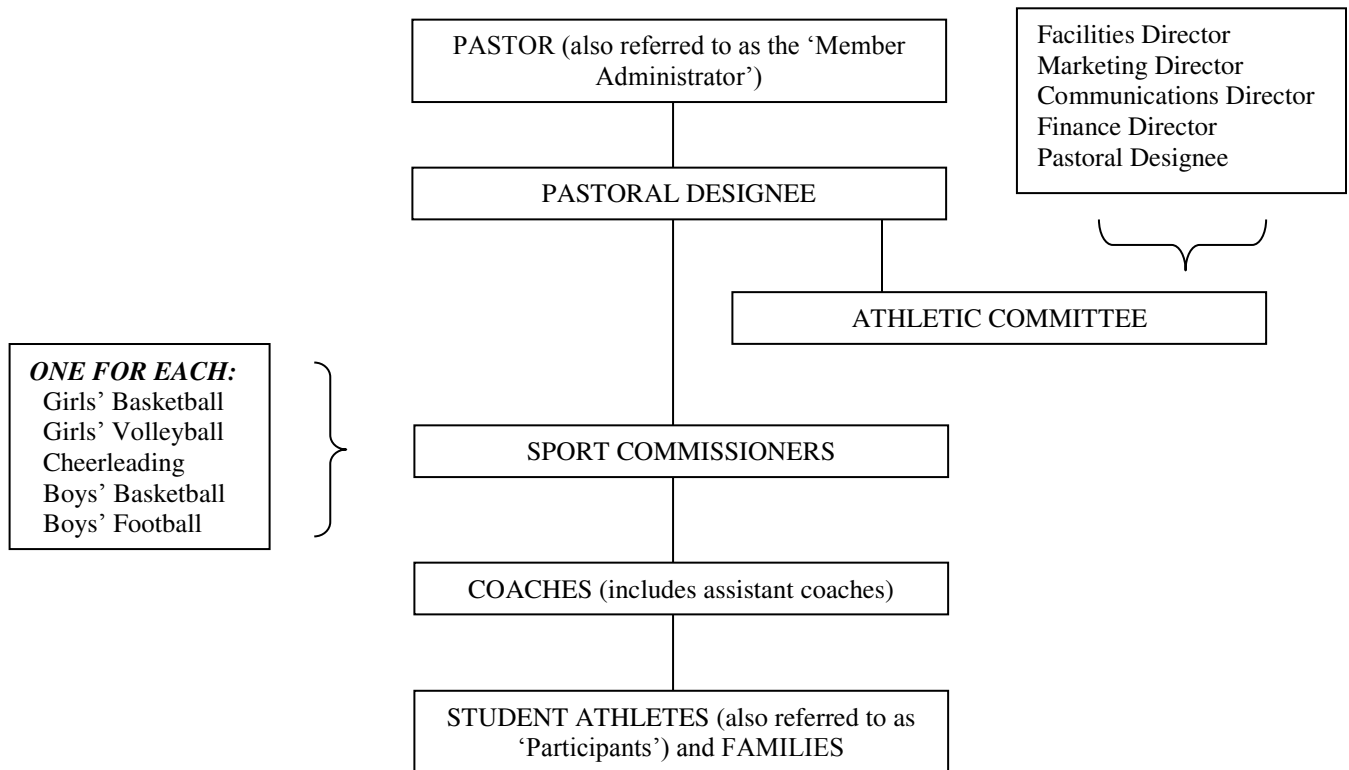 PASTOR (also referred to as the ‘Member
Administrator’)
Facilities Director
Marketing Director
Communications Director
Finance Director
Pastoral Designee
PASTORAL DESIGNEE
ATHLETIC COMMITTEE
ONE FOR EACH:
Girls’ Basketball
Girls’ Volleyball
Cheerleading
Boys’ Basketball
Boys’ Football
SPORT COMMISSIONERS
COACHES (includes assistant coaches)
STUDENT ATHLETES (also referred to as
‘Participants’) and FAMILIES